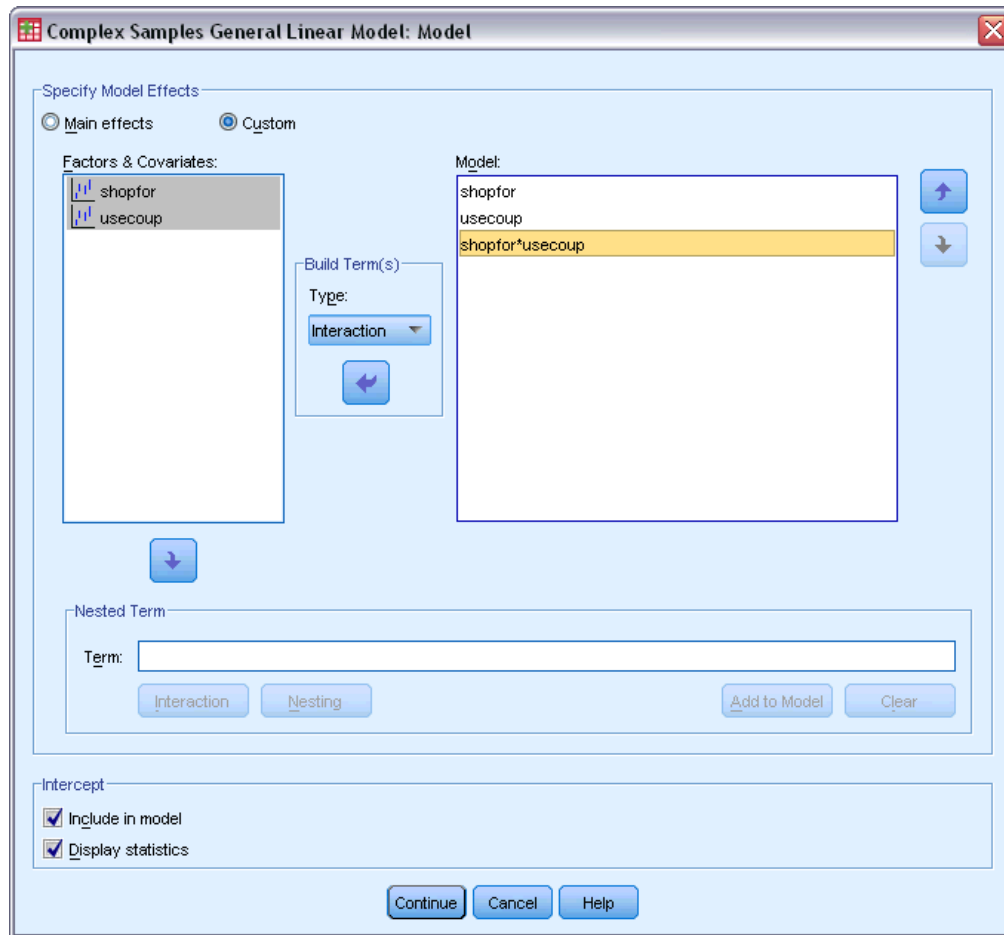 Complex Samples General Linear Model: Model
Specify Model Effects
Main effects
Custom
Factors & Covariates:
shopfor
usecoup
Build Term(s)
Type:
Interaction
Model:
shopfor
usecoup
shopfor*usecoup
Nested Term
Term:
Interaction
Nesting
Add to Model
Clear
Intercept
Include in model
Display statistics
Continue
Cancel
Help